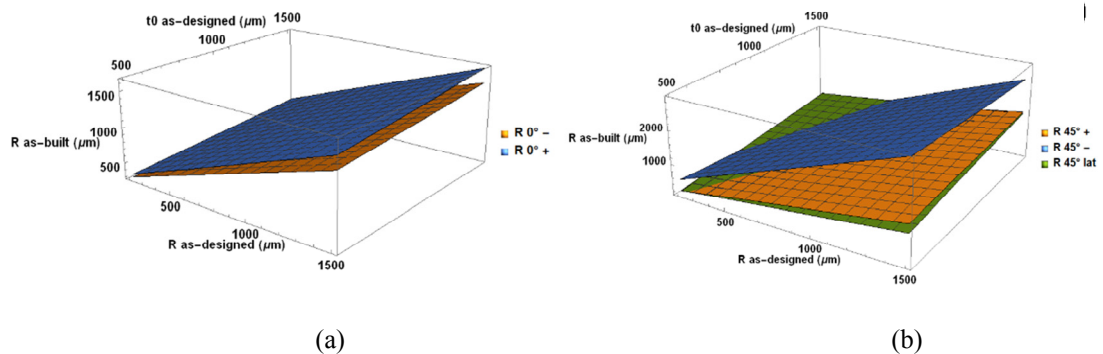 t0 as-designed (µm)
1500
1000
500
1500
1000
500
R as-built (µm)
500
1000
1500
R as-designed (µm)
R 0° −
R 0° +
(a)
t0 as-designed (µm)
1500
1000
500
2000
1000
R as-built (µm)
500
1000
1500
R as-designed (µm)
R 45° +
R 45° −
R 45° lat
(b)